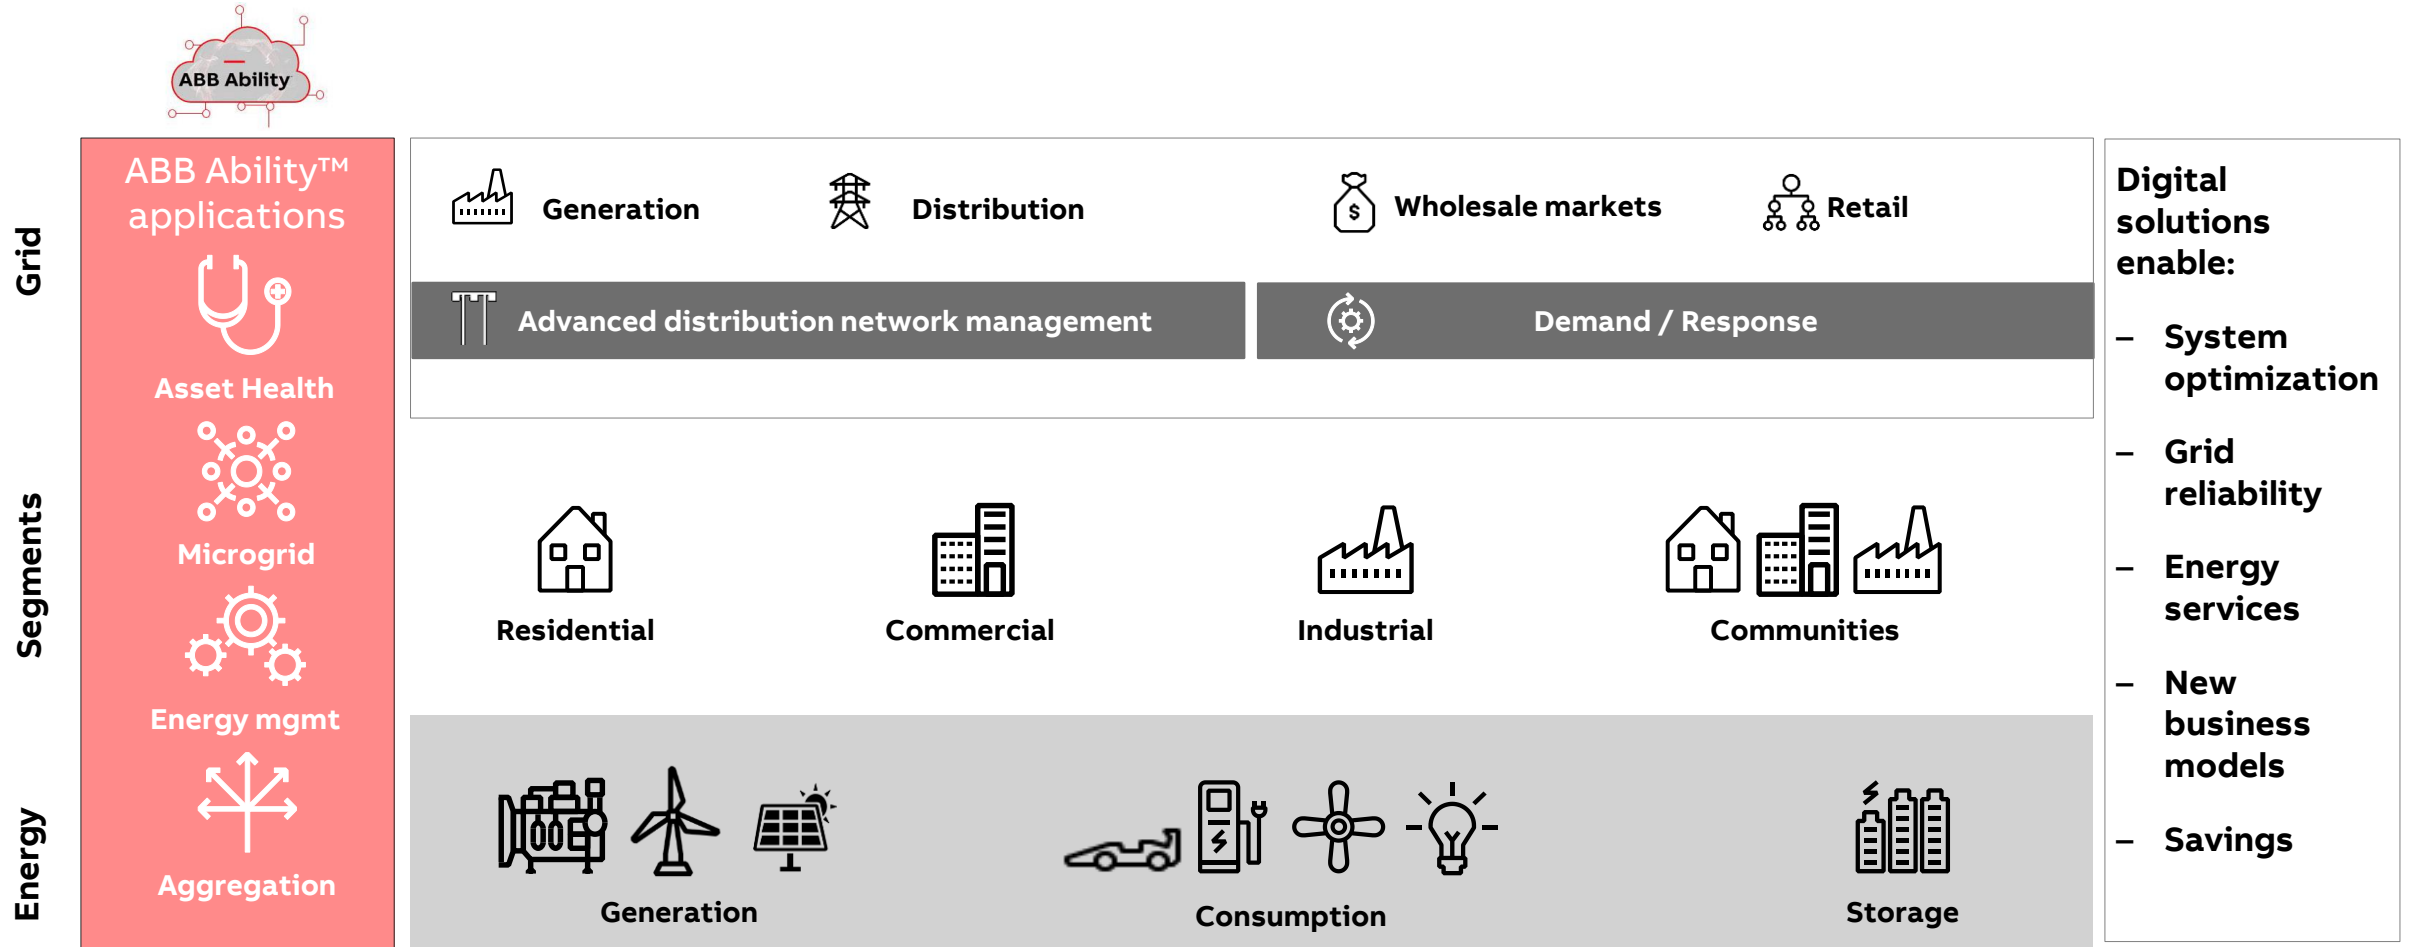 ABB Ability
ABB Ability™
applications
Asset Health
Microgrid
Energy mgmt
Aggregation
Grid
Generation
Distribution
Wholesale markets
Retail
Advanced distribution network management
Demand / Response
Segments
Residential
Commercial
Industrial
Communities
Energy
Generation
Consumption
Storage
Digital
solutions
enable:
– System
optimization
– Grid
reliability
– Energy
services
– New
business
models
– Savings